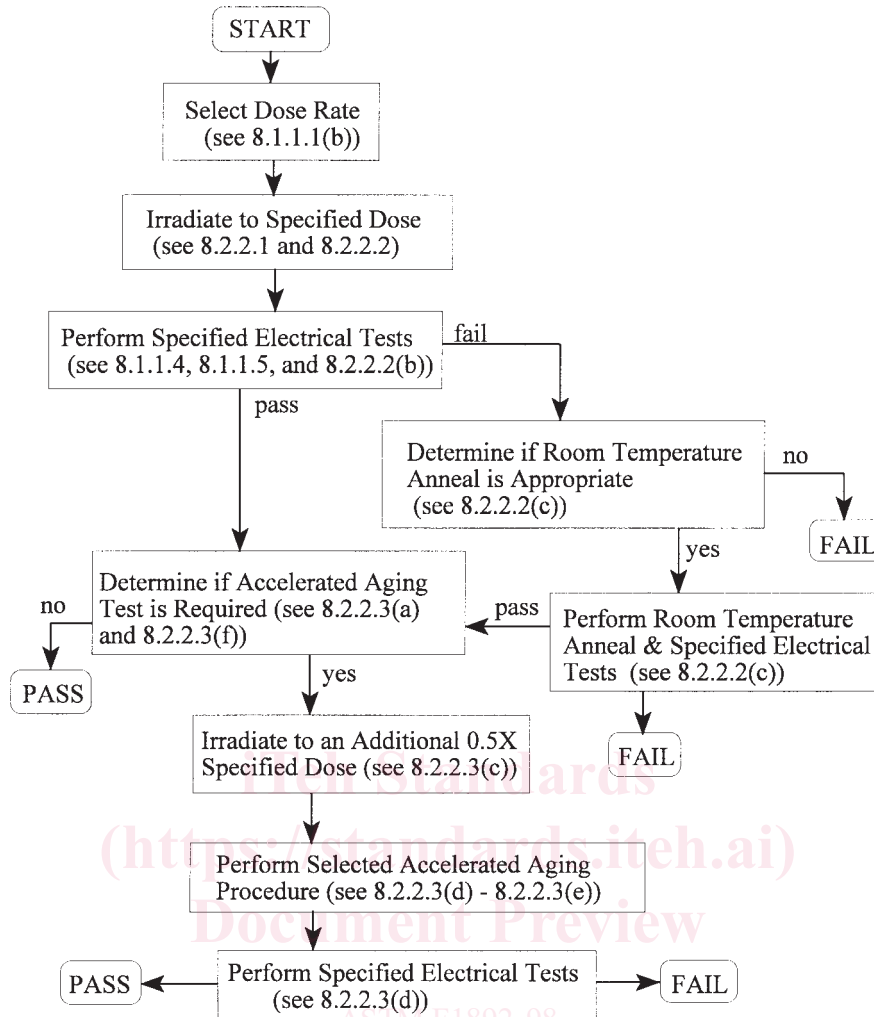 START
Select Dose Rate
(see 8.1.1.1(b))
Irradiate to Specified Dose
(see 8.2.2.1 and 8.2.2.2)
Perform Specified Electrical Tests
(see 8.1.1.4, 8.1.1.5, and 8.2.2.2(b))
fail
pass
Determine if Room Temperature
Anneal is Appropriate
(see 8.2.2.2(c))
no
FAIL
yes
Determine if Accelerated Aging
Test is Required (see 8.2.2.3(a)
and 8.2.2.3(f))
no
PASS
pass
Perform Room Temperature
Anneal & Specified Electrical
Tests (see 8.2.2.2(c))
FAIL
yes
Irradiate to an Additional 0.5X
Specified Dose (see 8.2.2.3(c))
iTeh Standards
(https://standards.iteh.ai)
Document Preview
Perform Selected Accelerated Aging
Procedure (see 8.2.2.3(d) - 8.2.2.3(e))
Perform Specified Electrical Tests
(see 8.2.2.3(d))
PASS
FAIL
ASTM F1892-98